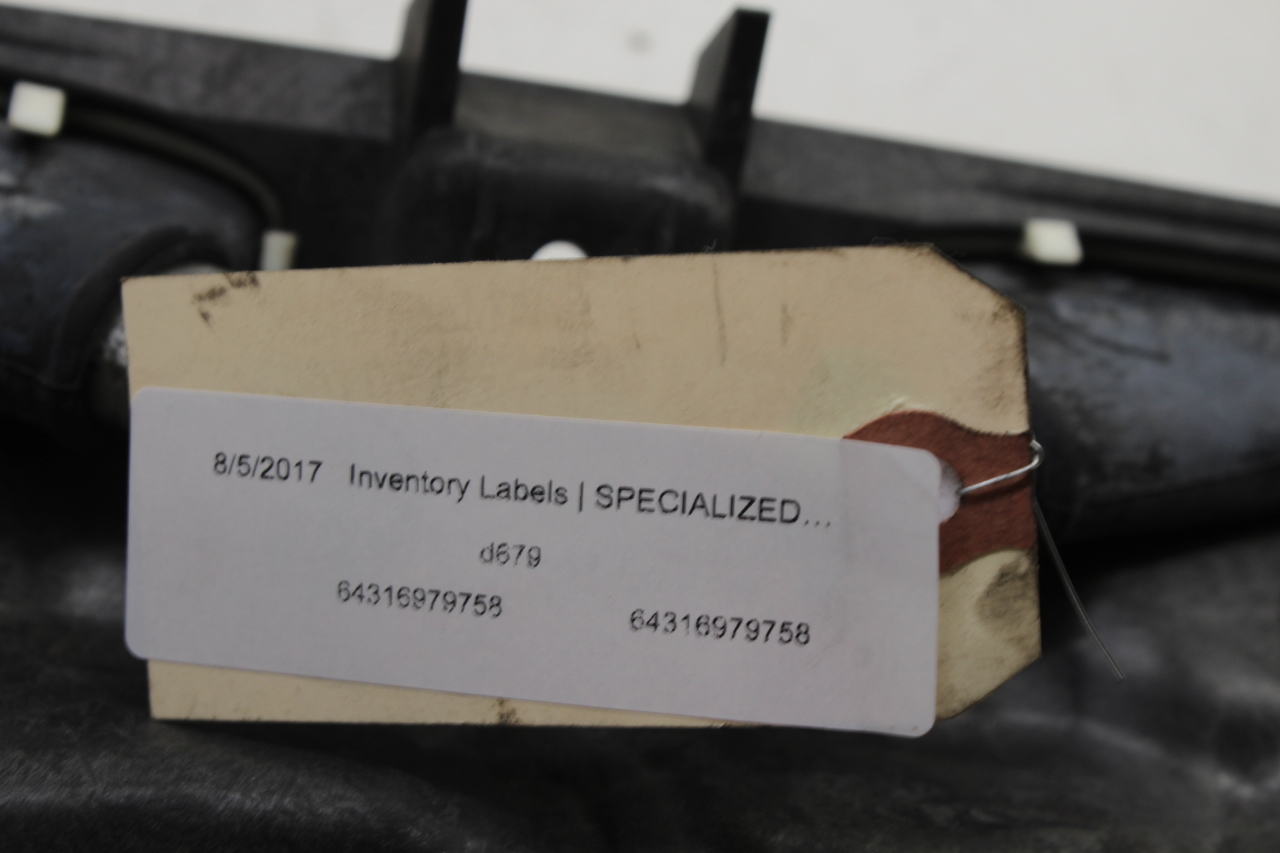 8/5/2017 Inventory Labels | SPECIALIZED...
d679
64316979758 64316979758